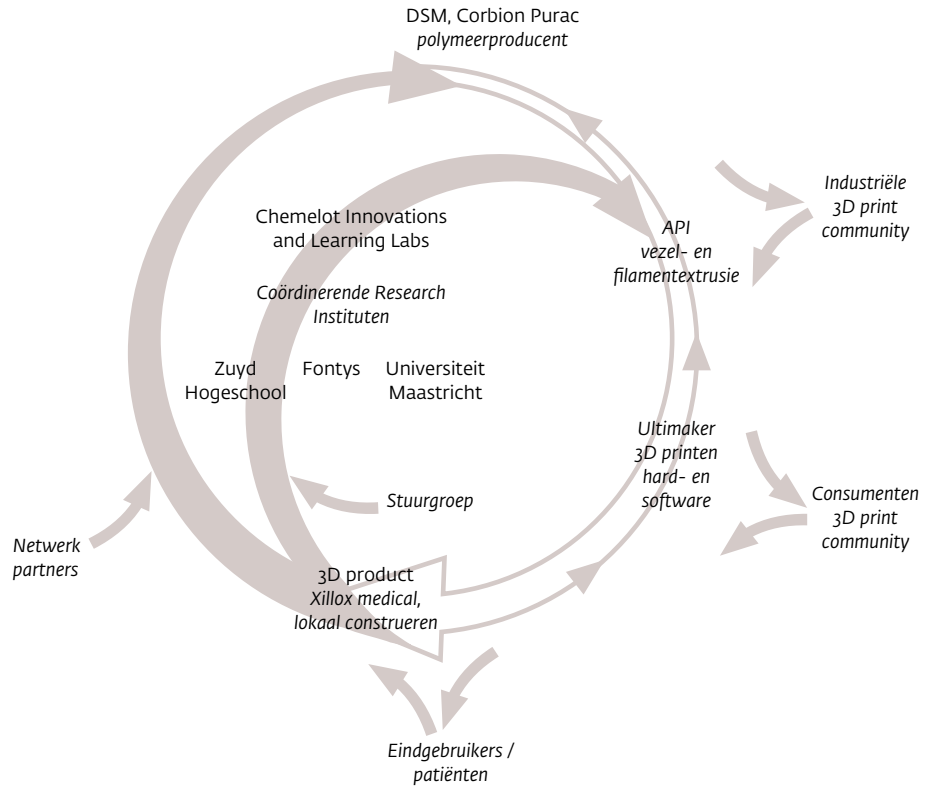 DSM, Corbion Purac
polymeerproducent
Industriële
3D print
community
Chemelot Innovations
and Learning Labs
API
vezel- en
filamentextrusie
Coördinerende Research
Instituten
Zuyd
Hogeschool
Fontys
Universiteit
Maastricht
Ultimaker
3D printen
hard- en
software
Stuurgroep
Consumenten
3D print
community
Netwerk
partners
3D product
Xillox medical,
lokaal construeren
Eindgebruikers /
patiënten